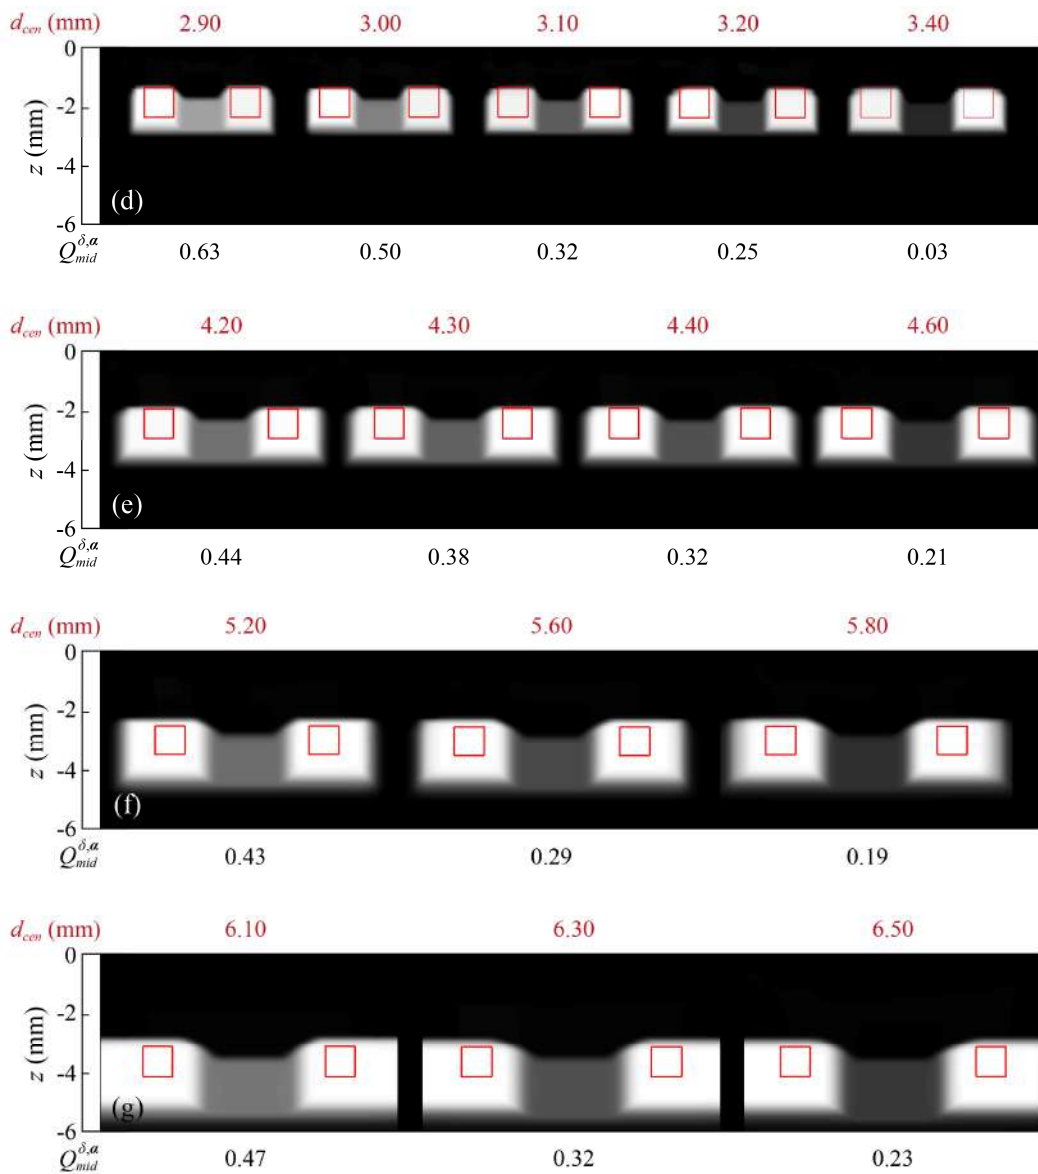 d_cen (mm) 2.90 3.00 3.10 3.20 3.40
0
-2
z (mm)
-4
(d)
-6
Q_mid^δ,α 0.63 0.50 0.32 0.25 0.03
d_cen (mm) 4.20 4.30 4.40 4.60
0
-2
z (mm)
-4
(e)
-6
Q_mid^δ,α 0.44 0.38 0.32 0.21
d_cen (mm) 5.20 5.60 5.80
0
-2
z (mm)
-4
(f)
-6
Q_mid^δ,α 0.43 0.29 0.19
d_cen (mm) 6.10 6.30 6.50
0
-2
z (mm)
-4
(g)
-6
Q_mid^δ,α 0.47 0.32 0.23